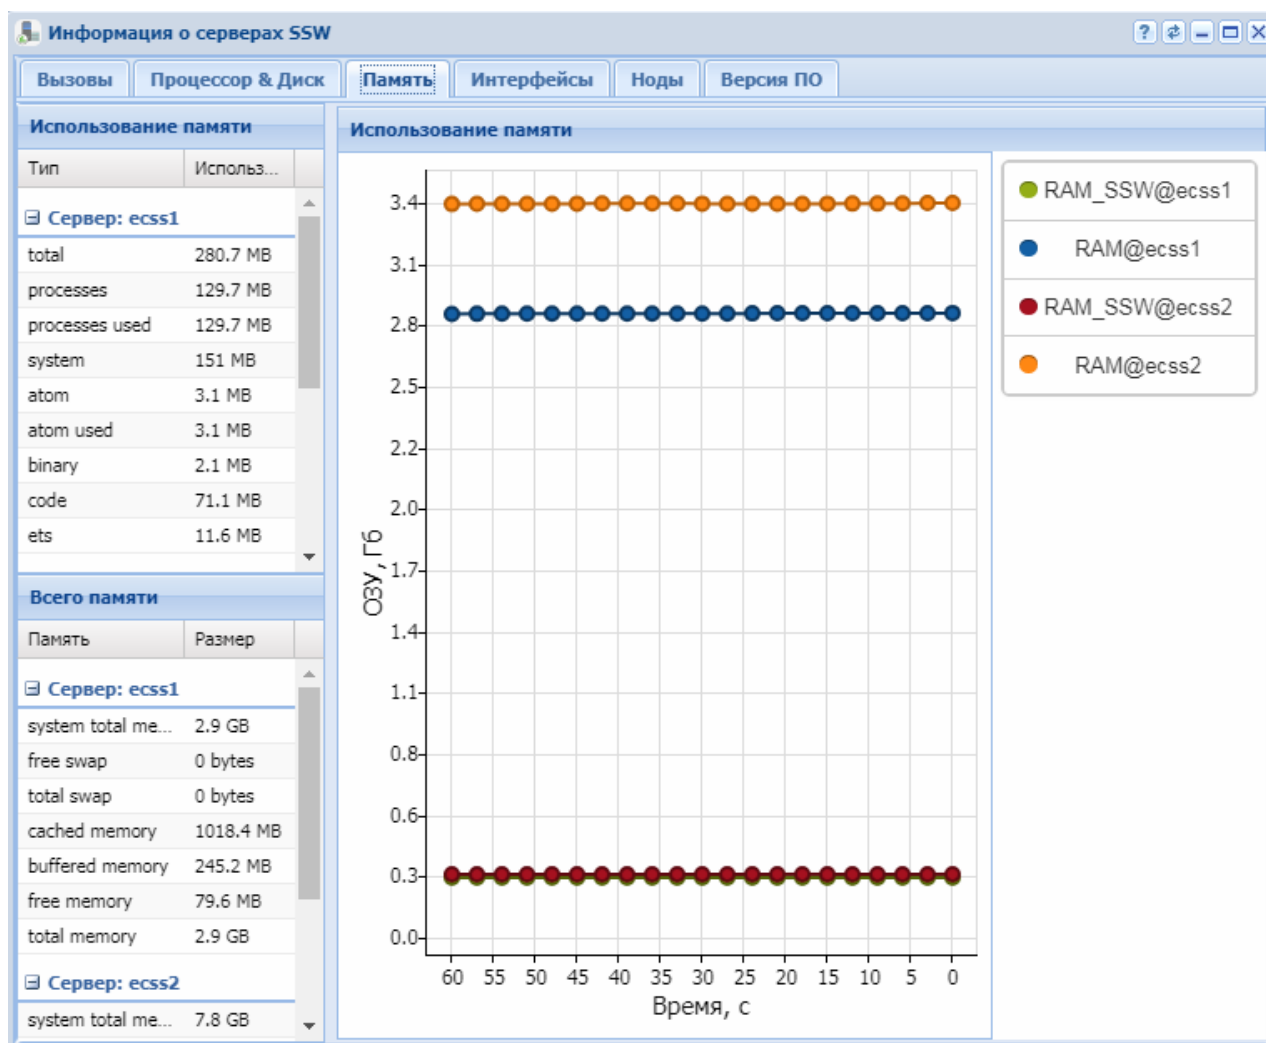 Информация о серверах SSW
?
Вызовы Процессор & Диск Память Интерфейсы Ноды Версия ПО
Использование памяти
Тип Использ...
Сервер: ecss1
total 280.7 MB
processes 129.7 MB
processes used 129.7 MB
system 151 MB
atom 3.1 MB
atom used 3.1 MB
binary 2.1 MB
code 71.1 MB
ets 11.6 MB
Всего памяти
Память Размер
Сервер: ecss1
system total me... 2.9 GB
free swap 0 bytes
total swap 0 bytes
cached memory 1018.4 MB
buffered memory 245.2 MB
free memory 79.6 MB
total memory 2.9 GB
Сервер: ecss2
system total me... 7.8 GB
Использование памяти
3.4
3.1
2.8
2.5
2.2
2.0
1.7
1.4
1.1
0.8
0.6
0.3
0.0
ОЗУ, Гб
60 55 50 45 40 35 30 25 20 15 10 5 0
Время, с
RAM_SSW@ecss1
RAM@ecss1
RAM_SSW@ecss2
RAM@ecss2